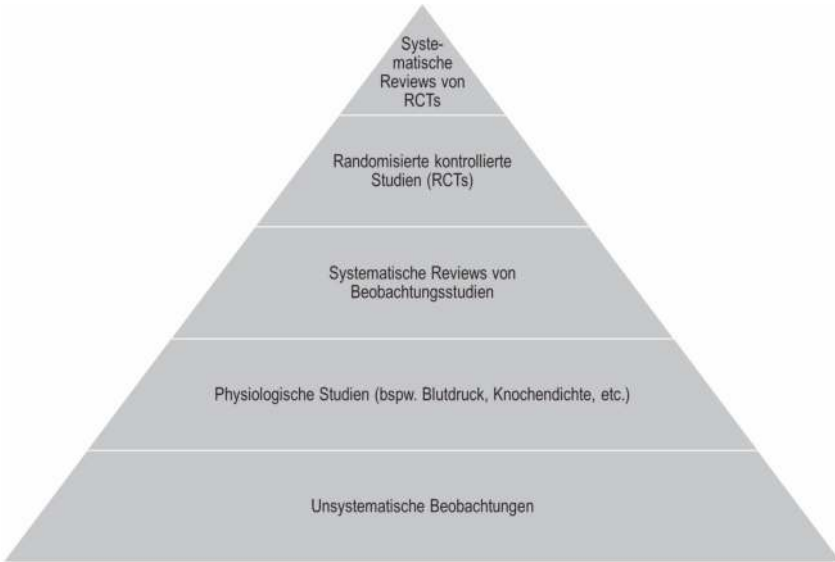 Syste-
matische
Reviews von
RCTs
Randomisierte kontrollierte
Studien (RCTs)
Systematische Reviews von
Beobachtungsstudien
Physiologische Studien (bspw. Blutdruck, Knochendichte, etc.)
Unsystematische Beobachtungen